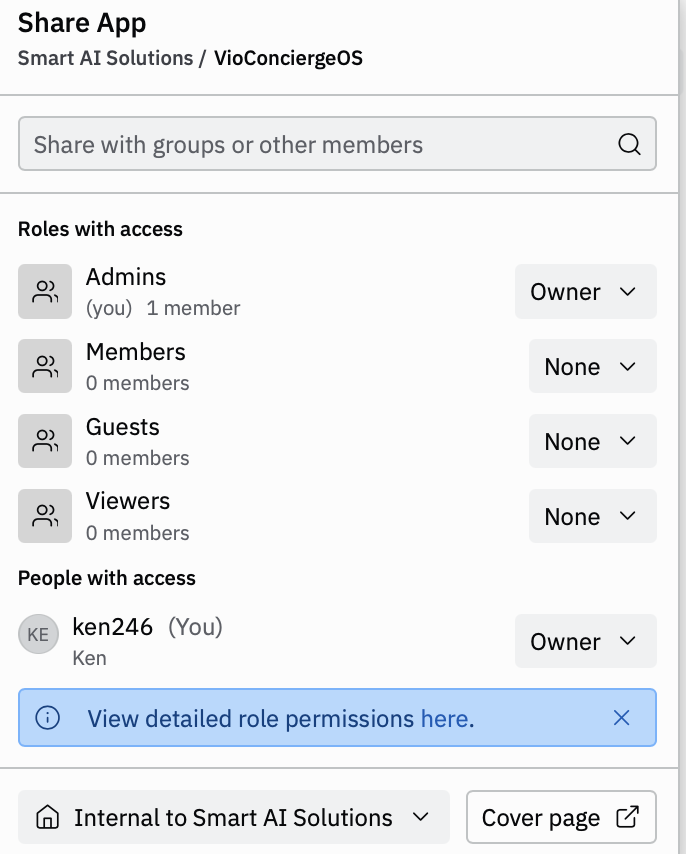 Share App
Smart AI Solutions / VioConciergeOS
Share with groups or other members
Roles with access
Admins
(you) 1 member
Owner
Members
0 members
None
Guests
0 members
None
Viewers
0 members
None
People with access
KE
ken246 (You)
Ken
Owner
View detailed role permissions here.
Internal to Smart AI Solutions
Cover page